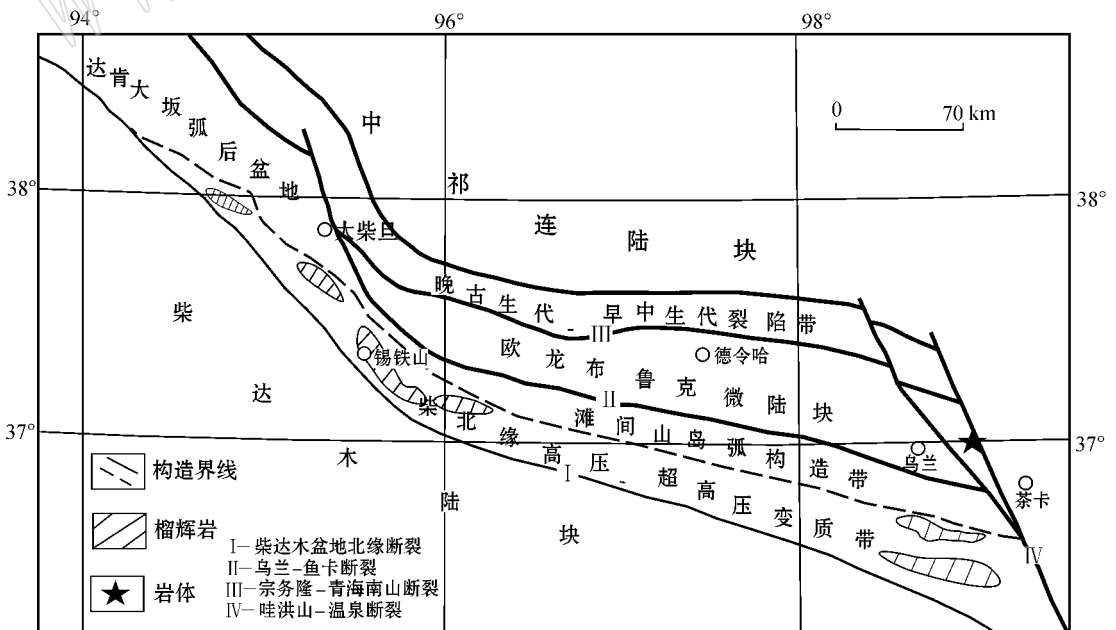 94° 96° 98°
达肯大坂弧后盆地
中祁连陆块
0 70 km
38° 38°
大柴旦
晚古生代-早中生代裂陷带
III
柴达木陆块
欧龙布鲁克微陆块
德令哈
锡铁山
II
滩间山岛弧构造带
柴北缘高压-超高压变质带
I
37° 37°
乌兰
茶卡
IV
构造界线
榴辉岩
岩体
I—柴达木盆地北缘断裂
II—乌兰-鱼卡断裂
III—宗务隆-青海南山断裂
IV—哇洪山-温泉断裂